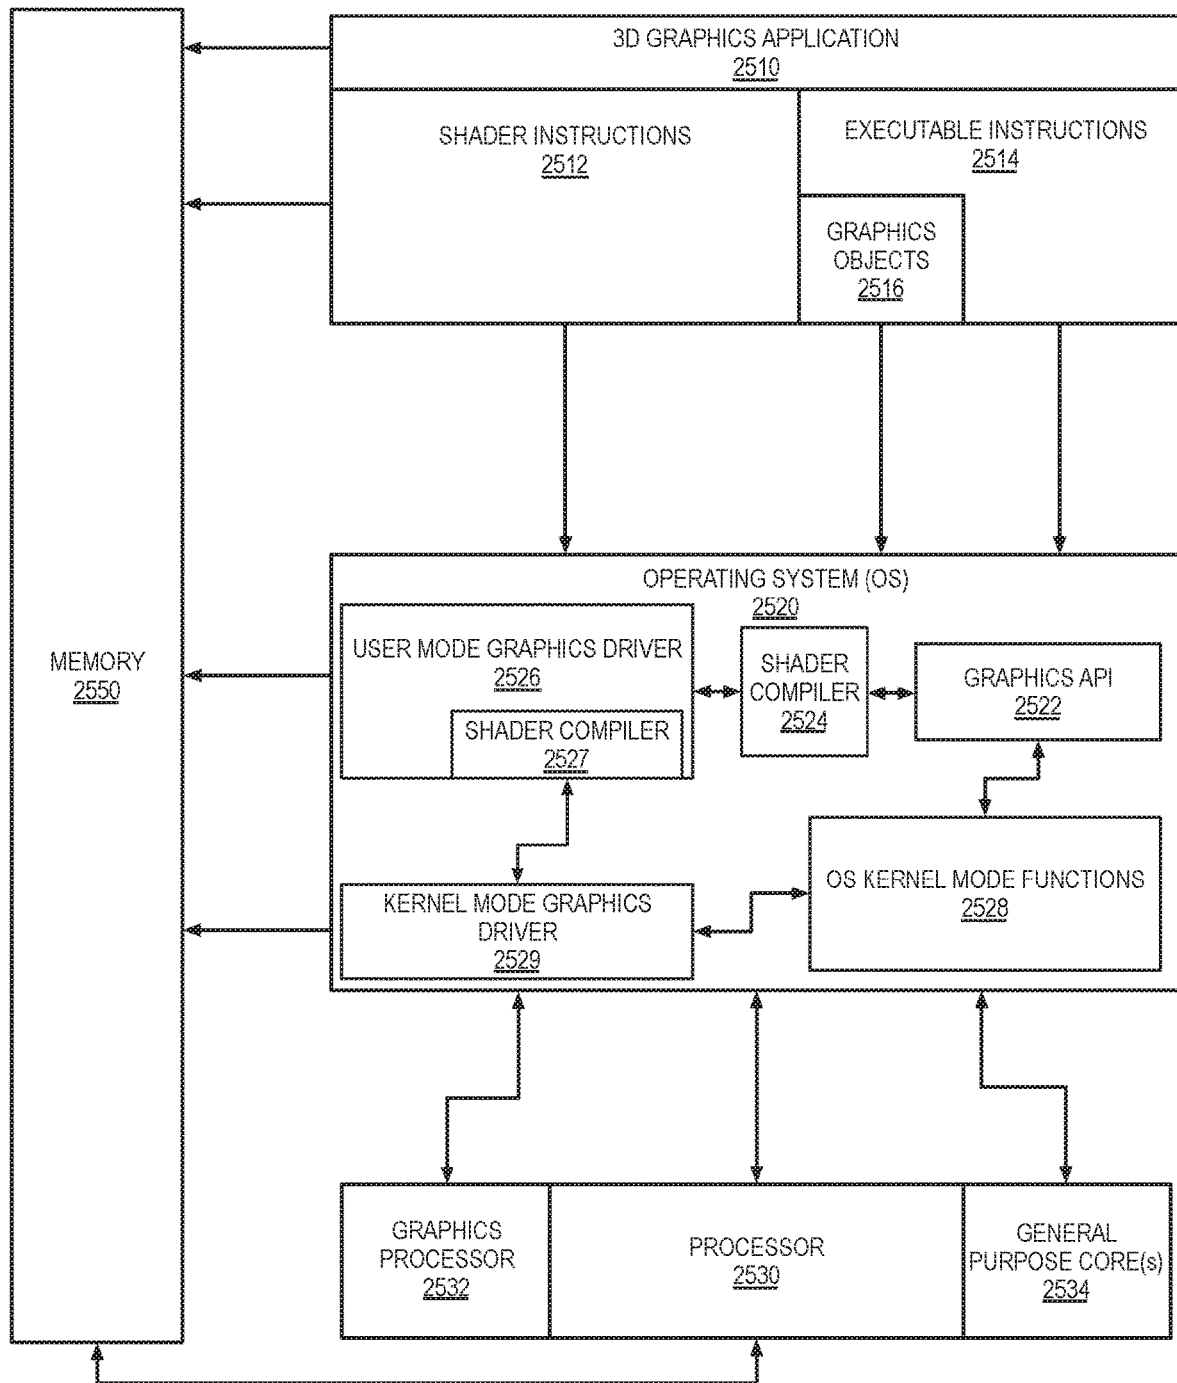 3D GRAPHICS APPLICATION
2510
SHADER INSTRUCTIONS
2512
EXECUTABLE INSTRUCTIONS
2514
GRAPHICS
OBJECTS
2516
OPERATING SYSTEM (OS)
2520
USER MODE GRAPHICS DRIVER
2526
SHADER COMPILER
2527
SHADER
COMPILER
2524
GRAPHICS API
2522
MEMORY
2550
KERNEL MODE GRAPHICS
DRIVER
2529
OS KERNEL MODE FUNCTIONS
2528
GRAPHICS
PROCESSOR
2532
PROCESSOR
2530
GENERAL
PURPOSE CORE(s)
2534